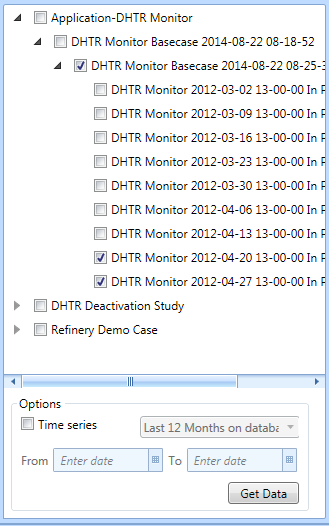 Application-DHTR Monitor
DHTR Monitor Basecase 2014-08-22 08-18-52
DHTR Monitor Basecase 2014-08-22 08-25-3
DHTR Monitor 2012-03-02 13-00-00 In P
DHTR Monitor 2012-03-09 13-00-00 In P
DHTR Monitor 2012-03-16 13-00-00 In P
DHTR Monitor 2012-03-23 13-00-00 In P
DHTR Monitor 2012-03-30 13-00-00 In P
DHTR Monitor 2012-04-06 13-00-00 In P
DHTR Monitor 2012-04-13 13-00-00 In P
DHTR Monitor 2012-04-20 13-00-00 In P
DHTR Monitor 2012-04-27 13-00-00 In P
DHTR Deactivation Study
Refinery Demo Case
Options
Time series Last 12 Months on databa
From Enter date To Enter date
Get Data